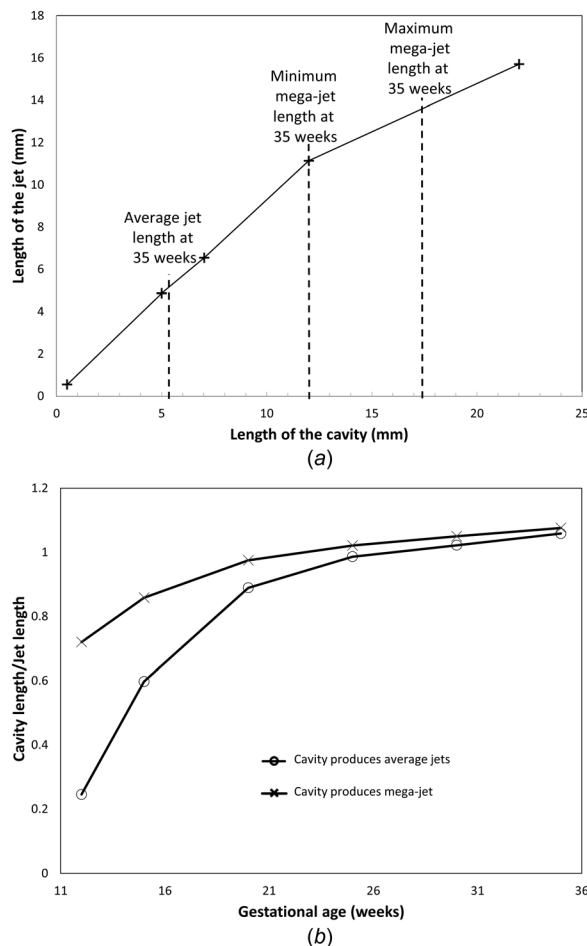 18
16
14
12
10
8
6
4
2
0
Length of the jet (mm)
Maximum
mega-jet
length at
35 weeks
Minimum
mega-jet
length at
35 weeks
Average jet
length at
35 weeks
0 5 10 15 20 25
Length of the cavity (mm)
(a)
1.2
1
0.8
0.6
0.4
0.2
0
Cavity length/Jet length
Cavity produces average jets
Cavity produces mega-jet
11 16 21 26 31 36
Gestational age (weeks)
(b)